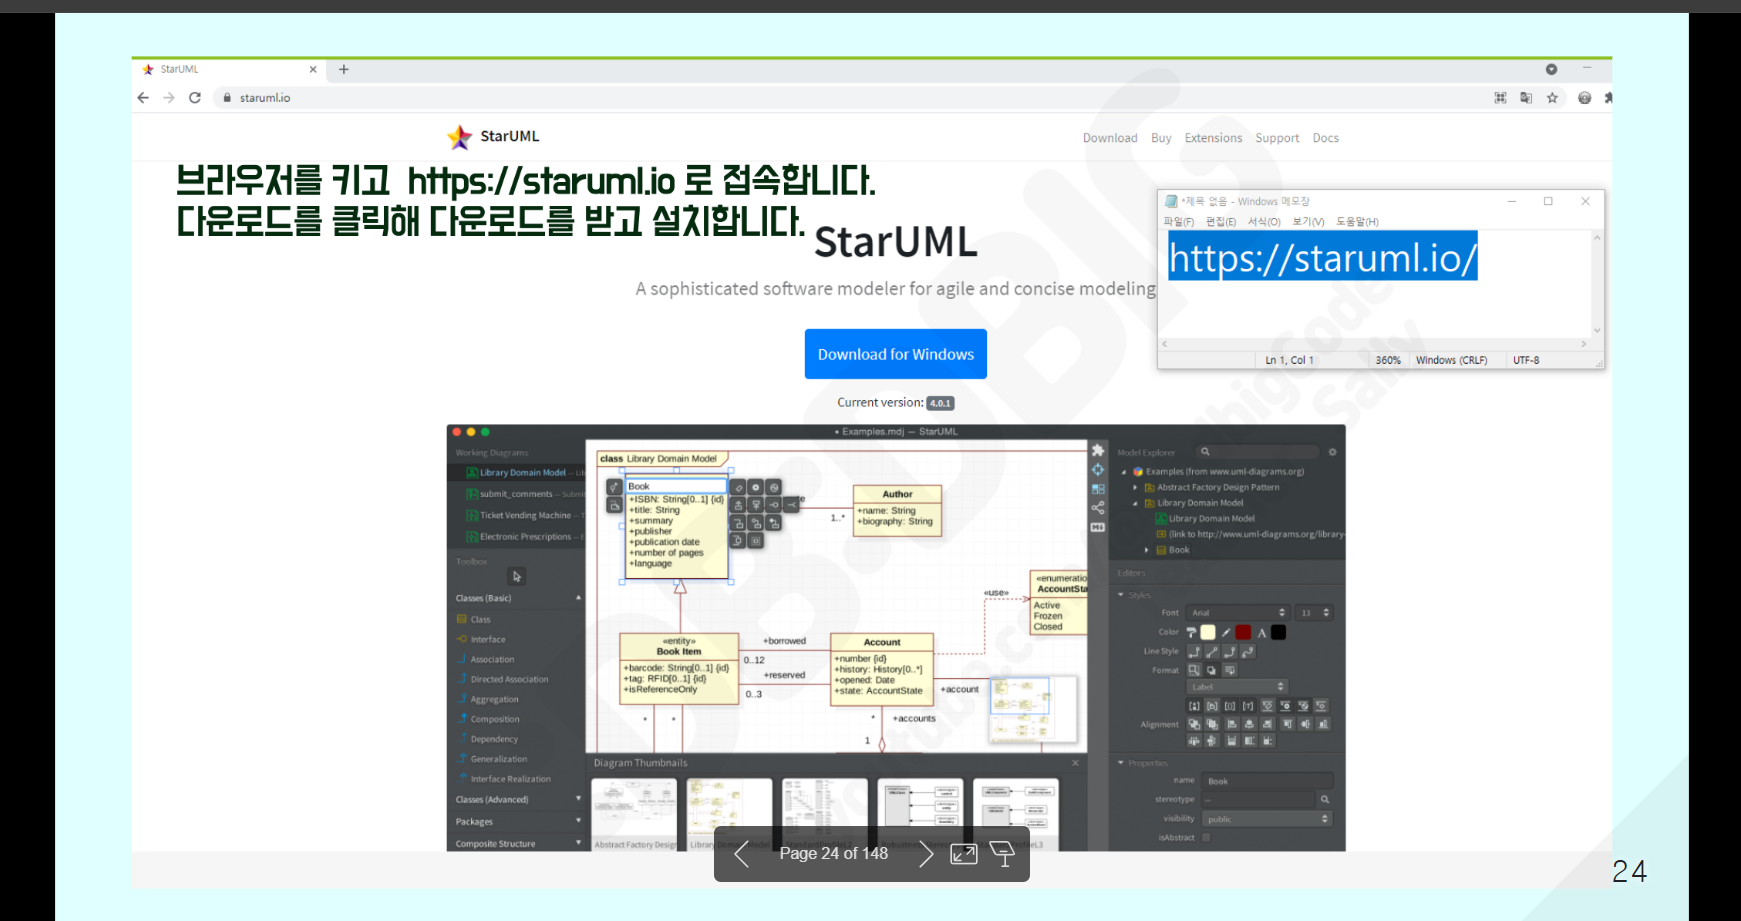 StarUML
staruml.io
StarUML
Download Buy Extensions Support Docs
브라우저를 키고 https://staruml.io 로 접속합니다.
다운로드를 클릭해 다운로드를 받고 설치합니다.
StarUML
A sophisticated software modeler for agile and concise modeling
Download for Windows
Current version: 4.0.1
*제목 없음 - Windows 메모장
파일(F) 편집(E) 서식(O) 보기(V) 도움말(H)
https://staruml.io/
Ln 1, Col 1 360% Windows (CRLF) UTF-8
• Examples.mdj — StarUML
Working Diagrams
Library Domain Model
submit_comments
Ticket Vending Machine
Electronic Prescriptions
Toolbox
Classes (Basic)
Class
Interface
Association
Directed Association
Aggregation
Composition
Dependency
Generalization
Interface Realization
Classes (Advanced)
Packages
Composite Structure
class Library Domain Model
Book
+ISBN: String[0..1] {id}
+title: String
+summary
+publisher
+publication date
+number of pages
+language
1..*
Author
+name: String
+biography: String
«use»
«enumeratio
AccountSta
Active
Frozen
Closed
«entity»
Book Item
+barcode: String[0..1] {id}
+tag: RFID[0..1] {id}
+isReferenceOnly
+borrowed
0..12
+reserved
0..3
Account
+number {id}
+history: History[0..*]
+opened: Date
+state: AccountState
+account
* * * +accounts
1
Diagram Thumbnails
Abstract Factory Design
Model Explorer
Examples (from www.uml-diagrams.org)
Abstract Factory Design Pattern
Library Domain Model
Library Domain Model
(link to http://www.uml-diagrams.org/library-
Book
Editors
Styles
Font Arial 13
Color
Line Style
Format
Label
Alignment
Properties
name Book
stereotype —
visibility public
isAbstract
Page 24 of 148
24